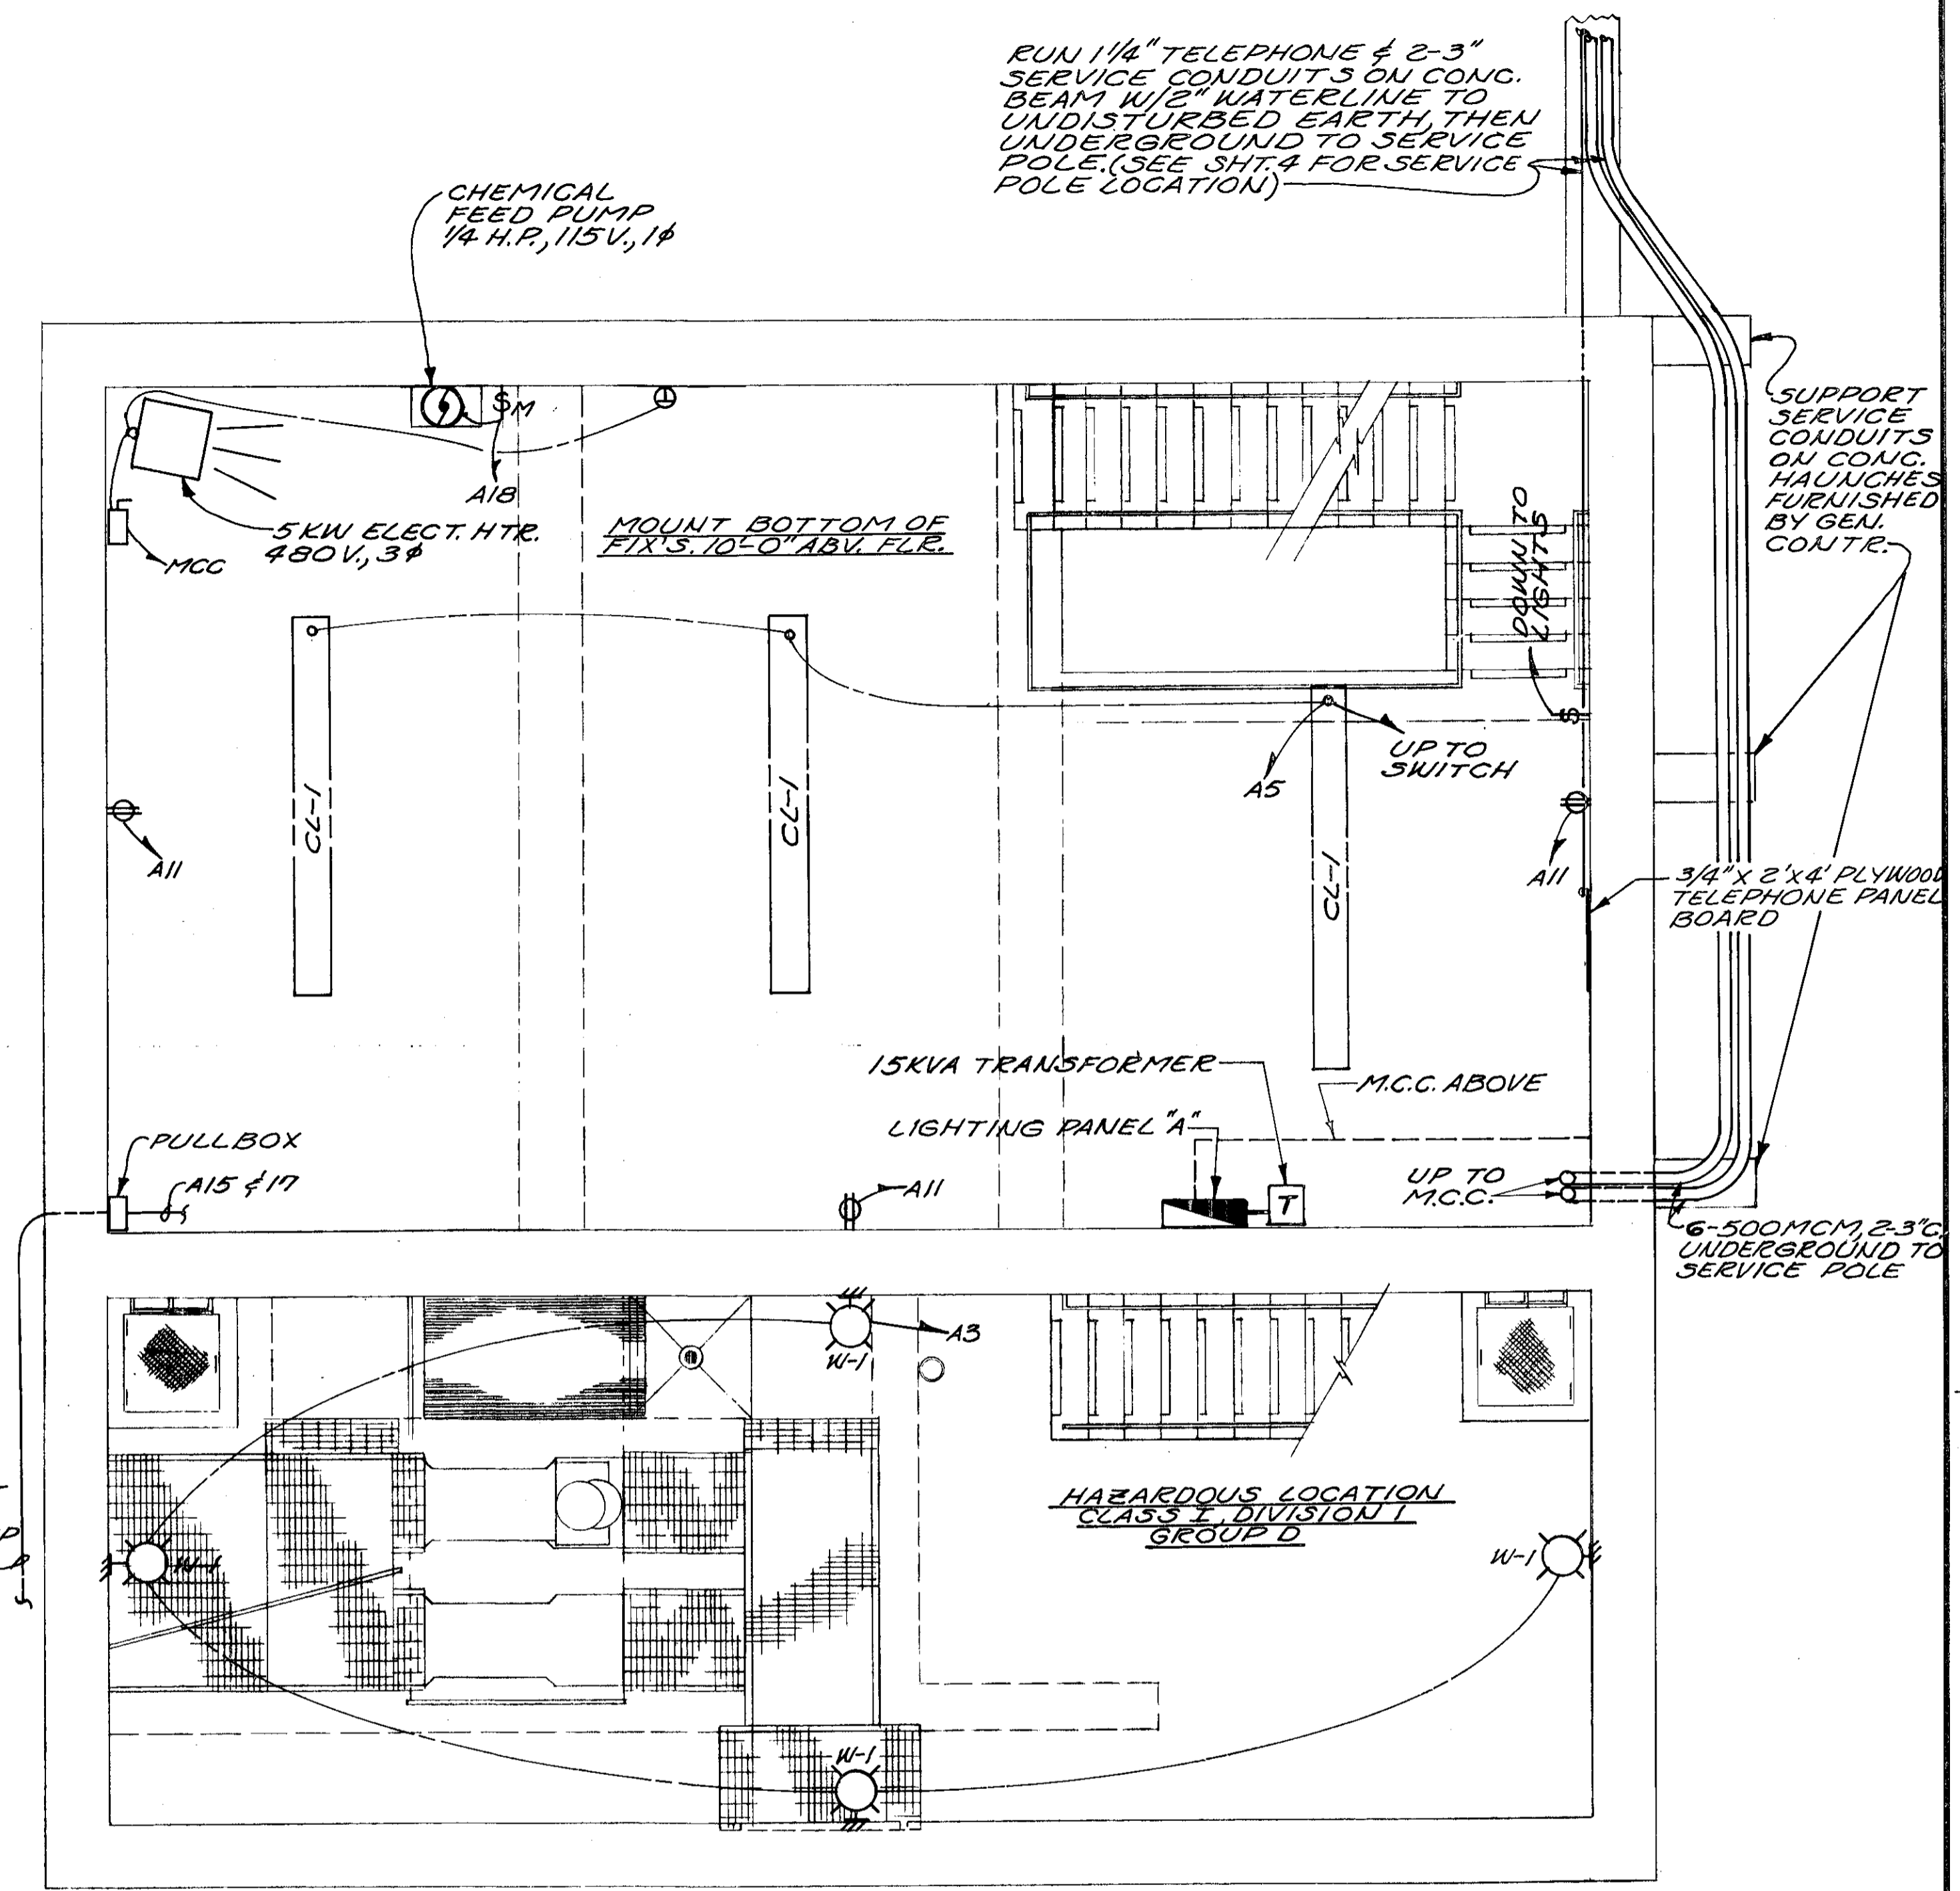 RUN 1 1/4" TELEPHONE & 2-3"
SERVICE CONDUITS ON CONC.
BEAM W/2" WATERLINE TO
UNDISTURBED EARTH, THEN
UNDERGROUND TO SERVICE
POLE.(SEE SHT.4 FOR SERVICE
POLE LOCATION)
CHEMICAL
FEED PUMP
1/4 H.P., 115V., 1φ
SM
A18
5 KW ELECT. HTR.
480V., 3φ
MCC
MOUNT BOTTOM OF
FIX'S. 10'-0" ABV. FLR.
DOWN TO
LIGHTS
S
SUPPORT
SERVICE
CONDUITS
ON CONC.
HAUNCHES
FURNISHED
BY GEN.
CONTR.
UP TO
SWITCH
A5
CL-1
CL-1
CL-1
A11
A11
3/4" X 2'X4' PLYWOOD
TELEPHONE PANEL
BOARD
15KVA TRANSFORMER
M.C.C. ABOVE
LIGHTING PANEL "A"
PULLBOX
A15 & 17
A11
T
UP TO
M.C.C.
6-500MCM, 2-3"C.
UNDERGROUND TO
SERVICE POLE
A3
W-1
HAZARDOUS LOCATION
CLASS I, DIVISION 1
GROUP D
W-1
W-1
W-1